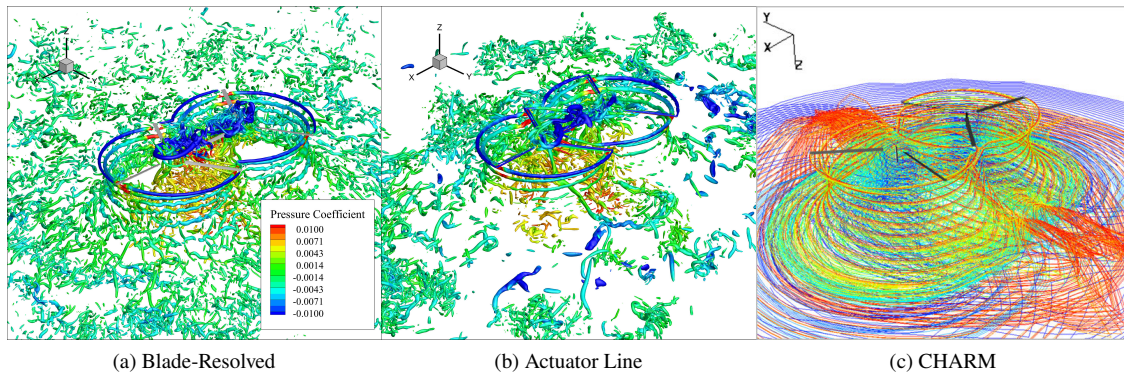 Z
X
Y
Z
X
Y
Y
X
Z
Pressure Coefficient
0.0100
0.0071
0.0043
0.0014
-0.0014
-0.0043
-0.0071
-0.0100
(a) Blade-Resolved
(b) Actuator Line
(c) CHARM